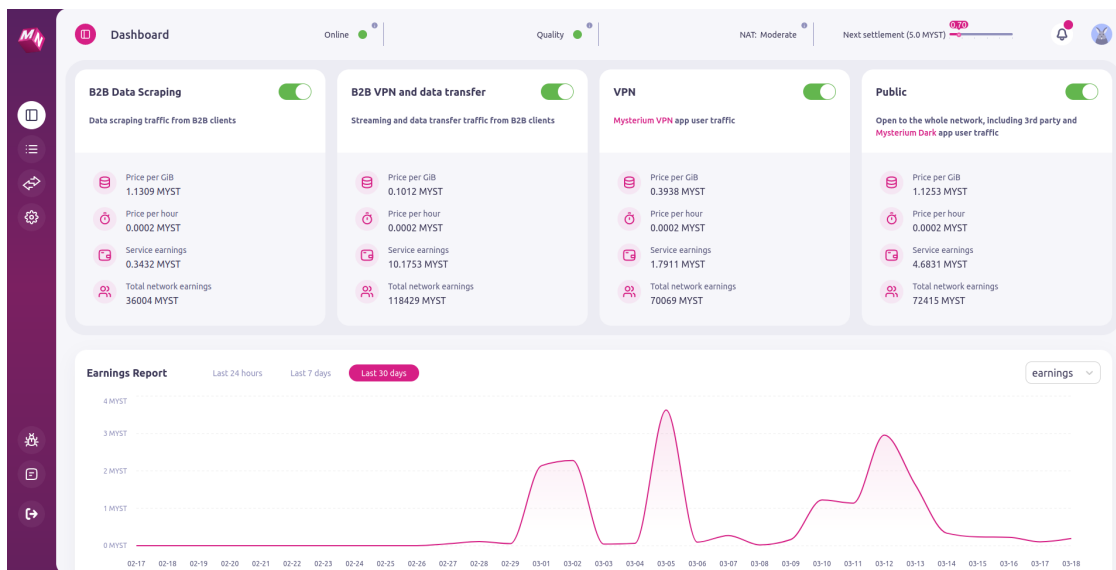 MN
Dashboard
Online
Quality
NAT: Moderate
Next settlement (5.0 MYST)
0.70
B2B Data Scraping
Data scraping traffic from B2B clients
Price per GiB
1.1309 MYST
Price per hour
0.0002 MYST
Service earnings
0.3432 MYST
Total network earnings
36004 MYST
B2B VPN and data transfer
Streaming and data transfer traffic from B2B clients
Price per GiB
0.1012 MYST
Price per hour
0.0002 MYST
Service earnings
10.1753 MYST
Total network earnings
118429 MYST
VPN
Mysterium VPN app user traffic
Price per GiB
0.3938 MYST
Price per hour
0.0002 MYST
Service earnings
1.7911 MYST
Total network earnings
70069 MYST
Public
Open to the whole network, including 3rd party and
Mysterium Dark app user traffic
Price per GiB
1.1253 MYST
Price per hour
0.0002 MYST
Service earnings
4.6831 MYST
Total network earnings
72415 MYST
Earnings Report
Last 24 hours
Last 7 days
Last 30 days
earnings
4 MYST
3 MYST
2 MYST
1 MYST
0 MYST
02-17 02-18 02-19 02-20 02-21 02-22 02-23 02-24 02-25 02-26 02-27 02-28 02-29 03-01 03-02 03-03 03-04 03-05 03-06 03-07 03-08 03-09 03-10 03-11 03-12 03-13 03-14 03-15 03-16 03-17 03-18